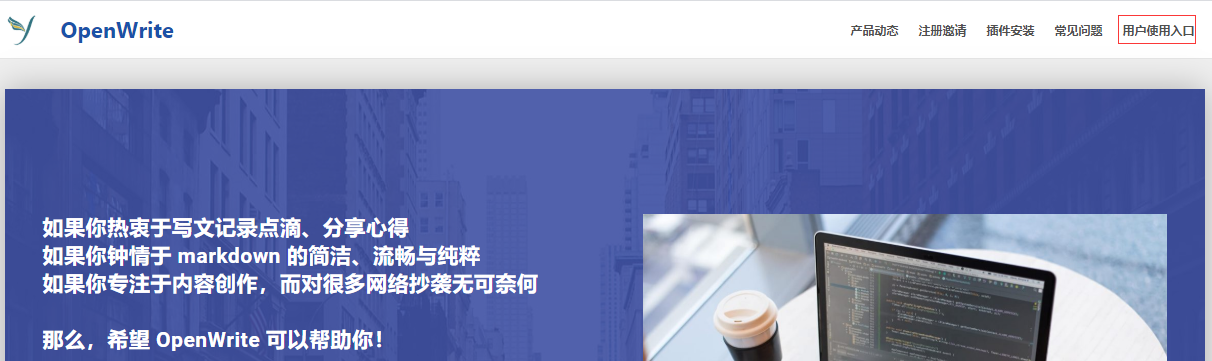 OpenWrite
产品动态 注册邀请 插件安装 常见问题 用户使用入口
如果你热衷于写文记录点滴、分享心得
如果你钟情于 markdown 的简洁、流畅与纯粹
如果你专注于内容创作，而对很多网络抄袭无可奈何
那么，希望 OpenWrite 可以帮助你！